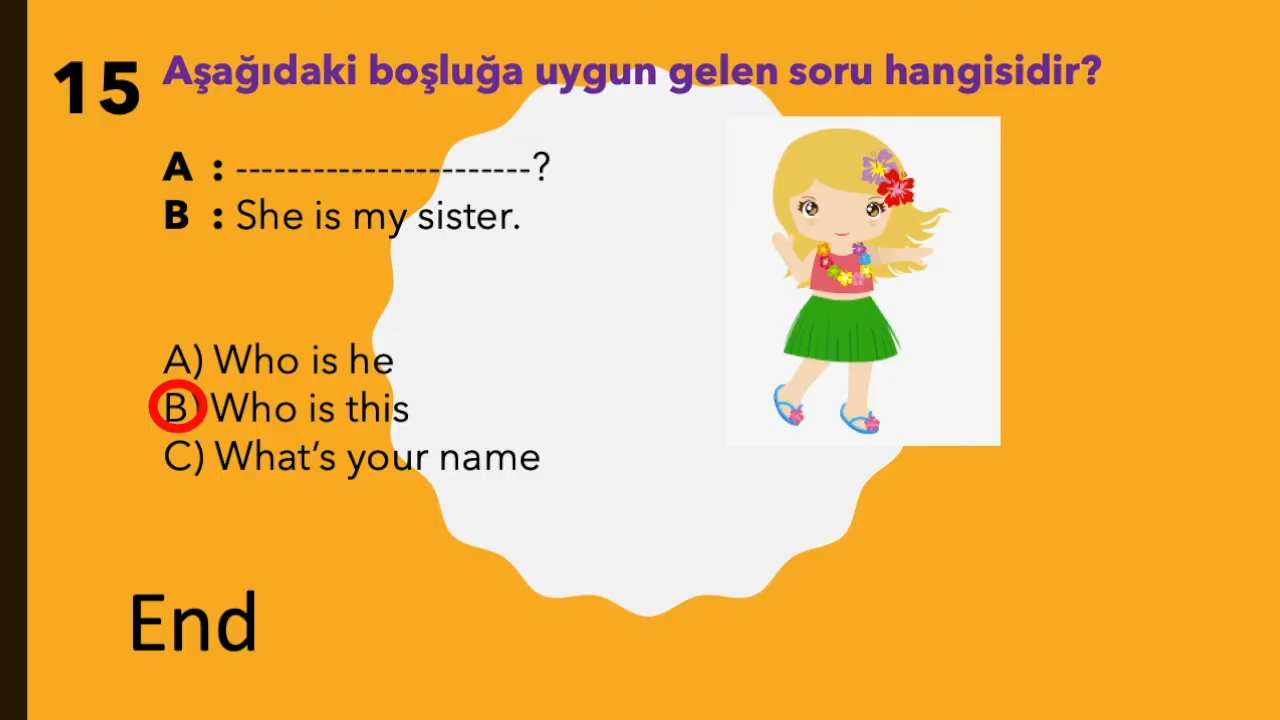 15 Aşağıdaki boşluğa uygun gelen soru hangisidir?
A : -----------------------?
B : She is my sister.
A) Who is he
B) Who is this
C) What’s your name
End